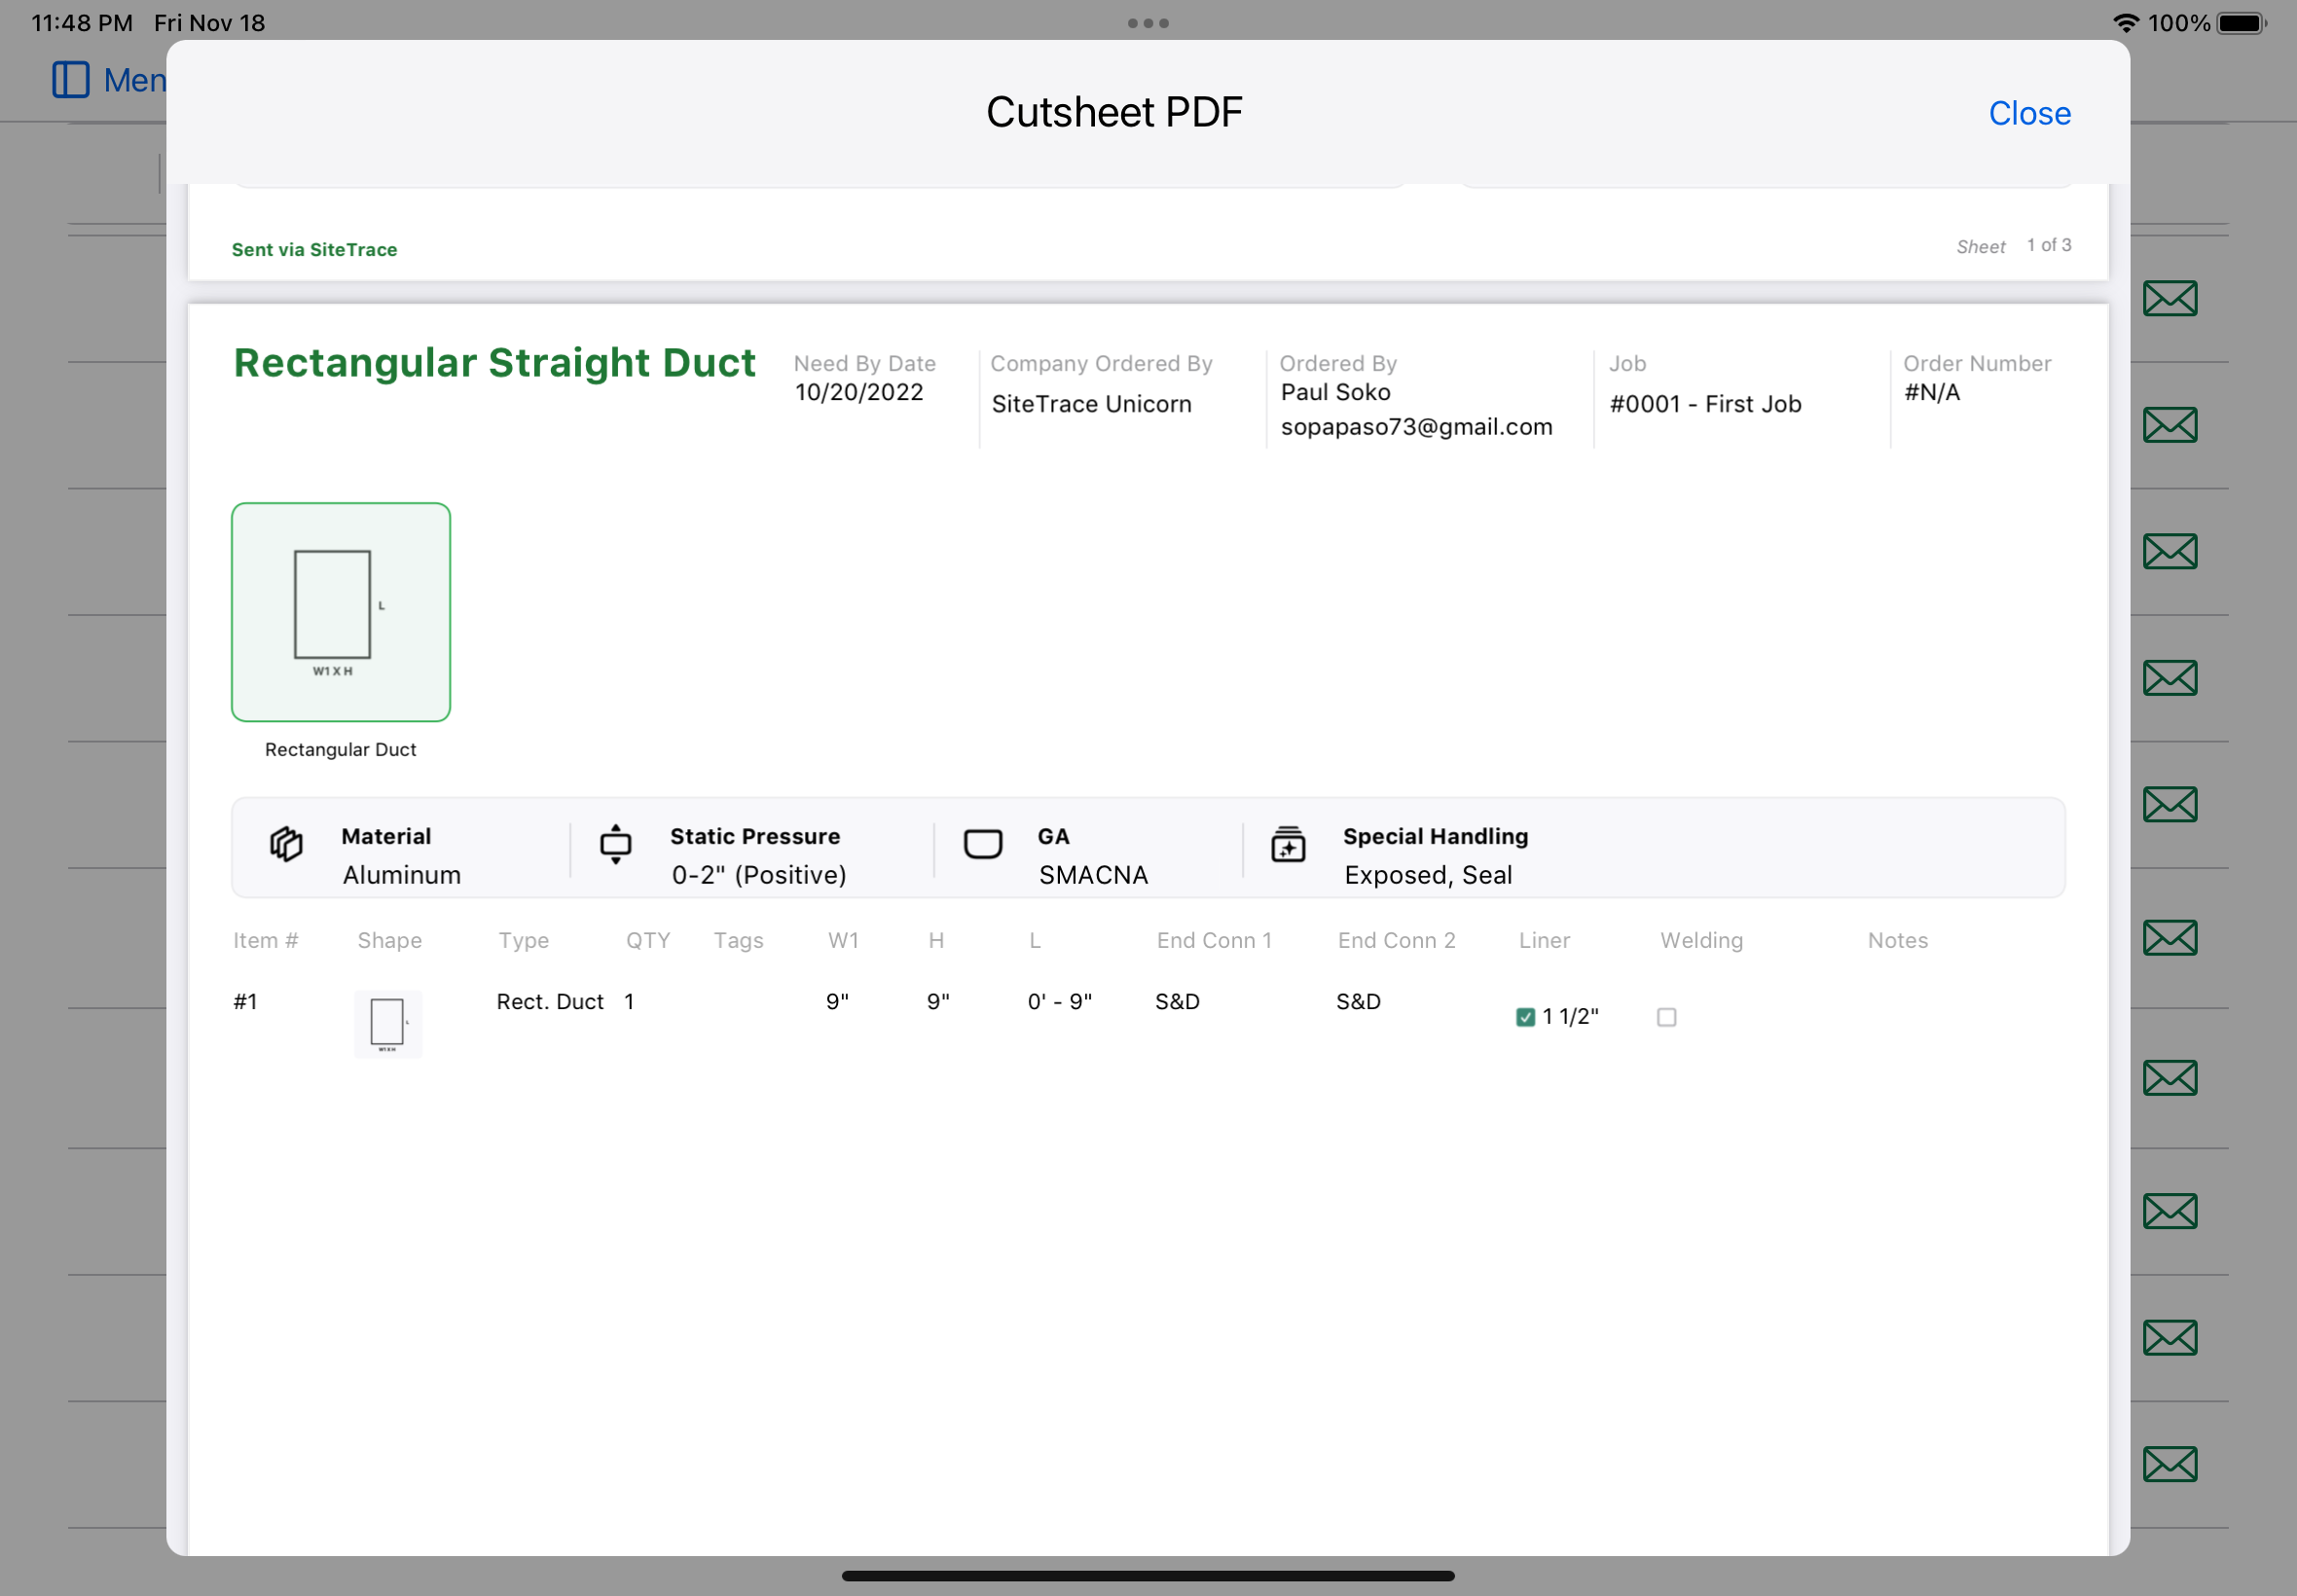 11:48 PM Fri Nov 18
100%
Men
Cutsheet PDF
Close
Sent via SiteTrace
Sheet 1 of 3
Rectangular Straight Duct
Need By Date
10/20/2022
Company Ordered By
SiteTrace Unicorn
Ordered By
Paul Soko
sopapaso73@gmail.com
Job
#0001 - First Job
Order Number
#N/A
L
W1 X H
Rectangular Duct
Material
Aluminum
Static Pressure
0-2" (Positive)
GA
SMACNA
Special Handling
Exposed, Seal
Item # Shape Type QTY Tags W1 H L End Conn 1 End Conn 2 Liner Welding Notes
#1 Rect. Duct 1 9" 9" 0' - 9" S&D S&D 1 1/2"
L
W1 X H